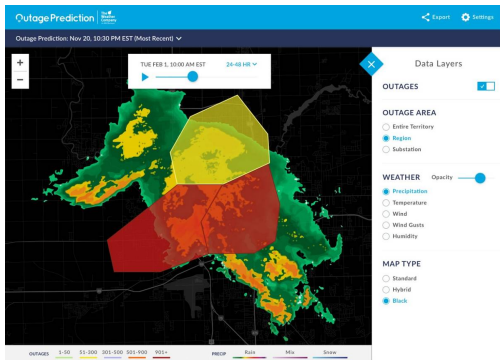 Outage Prediction | The Weather Company
Export
Settings
Outage Prediction: Nov 20, 10:30 PM EST (Most Recent)
+
−
TUE FEB 1, 10:00 AM EST
24-48 HR
Data Layers
OUTAGES
OUTAGE AREA
Entire Territory
Region
Substation
WEATHER Opacity
Precipitation
Temperature
Wind
Wind Gusts
Humidity
MAP TYPE
Standard
Hybrid
Black
OUTAGES 1-50 51-300 301-500 501-900 901+ PRECIP Rain Mix Snow